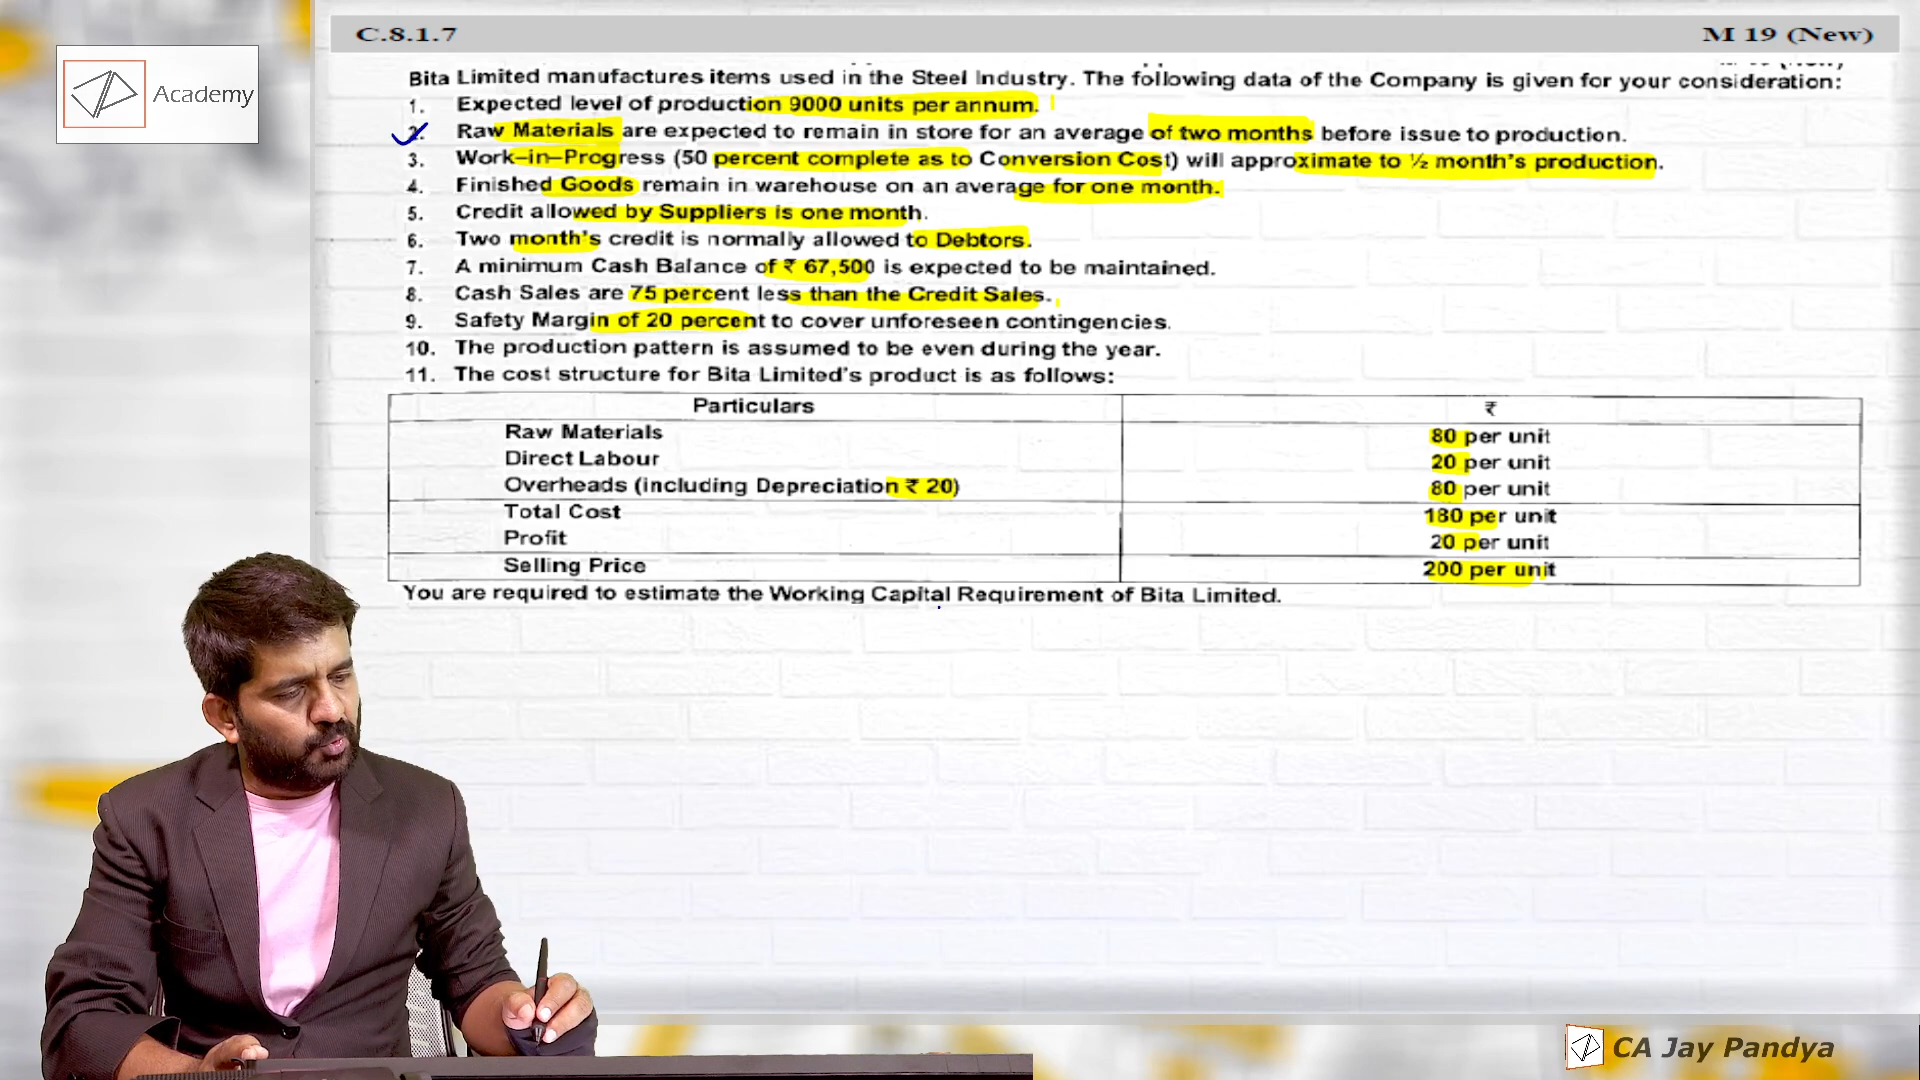 C.8.1.7 M 19 (New)
Academy
Bita Limited manufactures items used in the Steel Industry. The following data of the Company is given for your consideration:
1. Expected level of production 9000 units per annum.
2. Raw Materials are expected to remain in store for an average of two months before issue to production.
3. Work-in-Progress (50 percent complete as to Conversion Cost) will approximate to ½ month's production.
4. Finished Goods remain in warehouse on an average for one month.
5. Credit allowed by Suppliers is one month.
6. Two month's credit is normally allowed to Debtors.
7. A minimum Cash Balance of ₹ 67,500 is expected to be maintained.
8. Cash Sales are 75 percent less than the Credit Sales.
9. Safety Margin of 20 percent to cover unforeseen contingencies.
10. The production pattern is assumed to be even during the year.
11. The cost structure for Bita Limited's product is as follows:
Particulars ₹
Raw Materials 80 per unit
Direct Labour 20 per unit
Overheads (including Depreciation ₹ 20) 80 per unit
Total Cost 180 per unit
Profit 20 per unit
Selling Price 200 per unit
You are required to estimate the Working Capital Requirement of Bita Limited.
CA Jay Pandya